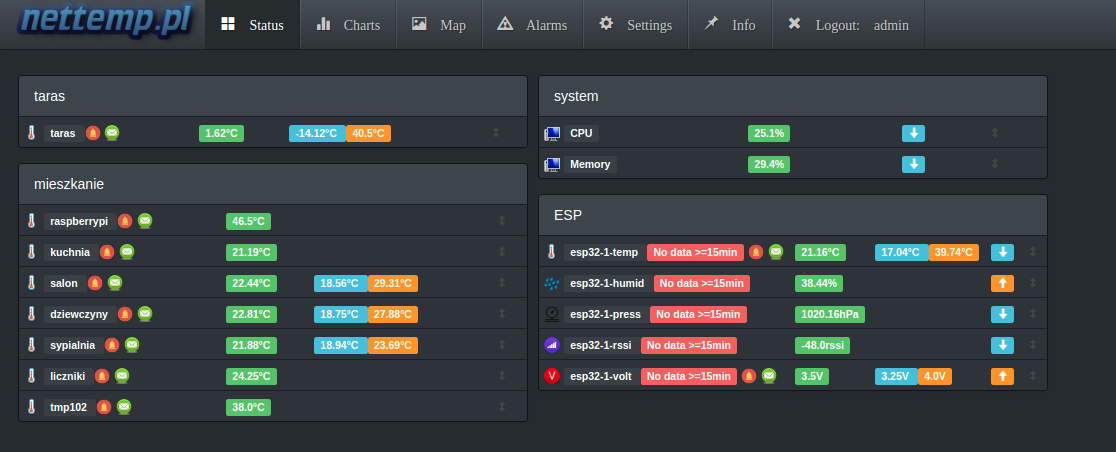 nettemp.pl Status Charts Map Alarms Settings Info Logout: admin
taras
taras 1.62°C -14.12°C 40.5°C
mieszkanie
raspberrypi 46.5°C
kuchnia 21.19°C
salon 22.44°C 18.56°C 29.31°C
dziewczyny 22.81°C 18.75°C 27.88°C
sypialnia 21.88°C 18.94°C 23.69°C
liczniki 24.25°C
tmp102 38.0°C
system
CPU 25.1%
Memory 29.4%
ESP
esp32-1-temp No data >=15min 21.16°C 17.04°C 39.74°C
esp32-1-humid No data >=15min 38.44%
esp32-1-press No data >=15min 1020.16hPa
esp32-1-rssi No data >=15min -48.0rssi
V esp32-1-volt No data >=15min 3.5V 3.25V 4.0V